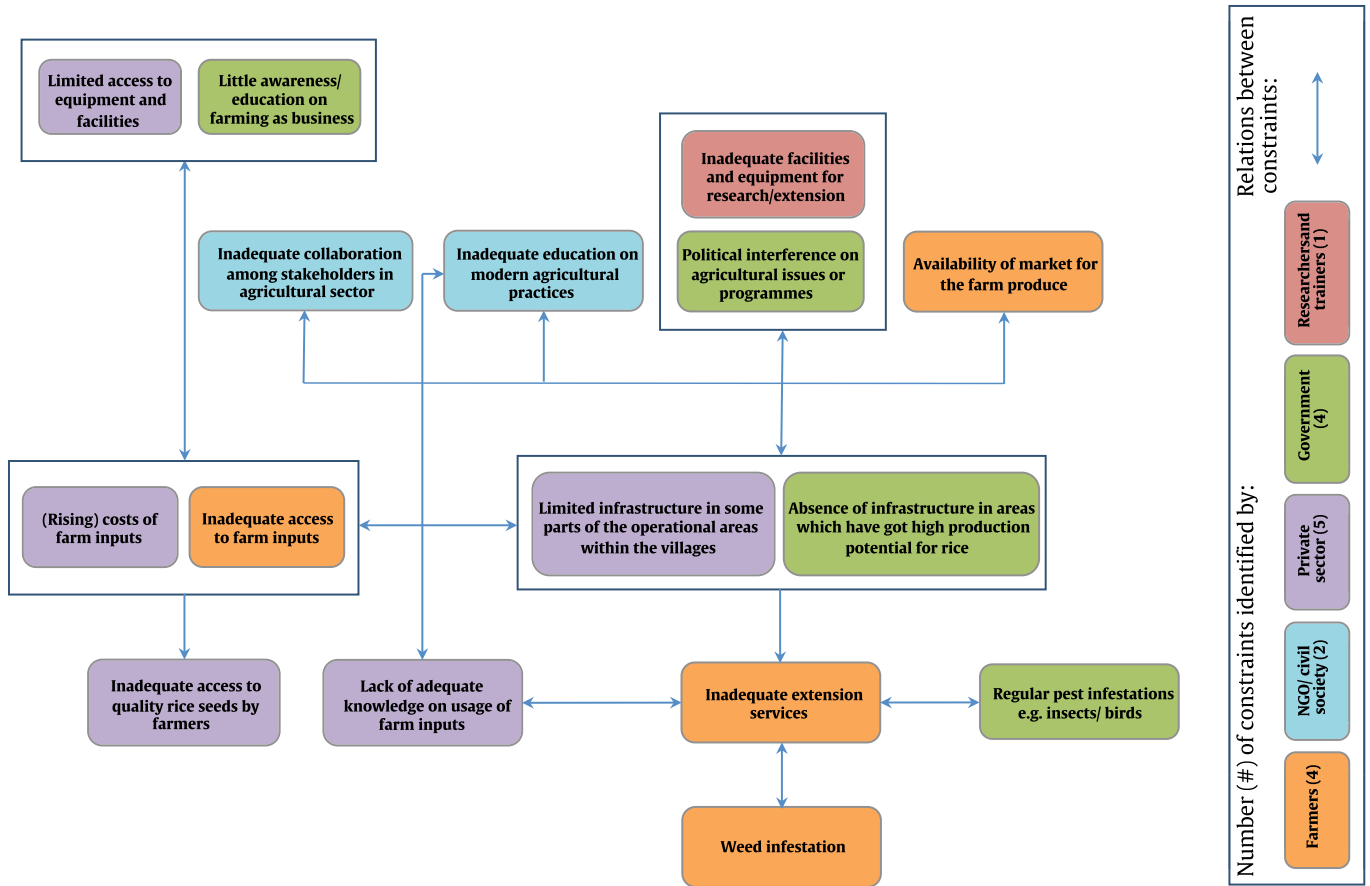 Limited access to
equipment and
facilities
Little awareness/
education on
farming as business
Inadequate facilities
and equipment for
research/extension
Political interference on
agricultural issues or
programmes
Inadequate collaboration
among stakeholders in
agricultural sector
Inadequate education on
modern agricultural
practices
Availability of market for
the farm produce
(Rising) costs of
farm inputs
Inadequate access
to farm inputs
Limited infrastructure in some
parts of the operational areas
within the villages
Absence of infrastructure in areas
which have got high production
potential for rice
Inadequate access to
quality rice seeds by
farmers
Lack of adequate
knowledge on usage of
farm inputs
Inadequate extension
services
Regular pest infestations
e.g. insects/ birds
Weed infestation
Number (#) of constraints identified by:
Farmers (4)
NGO/ civil
society (2)
Private
sector (5)
Government
(4)
Researchersand
trainers (1)
Relations between
constraints: